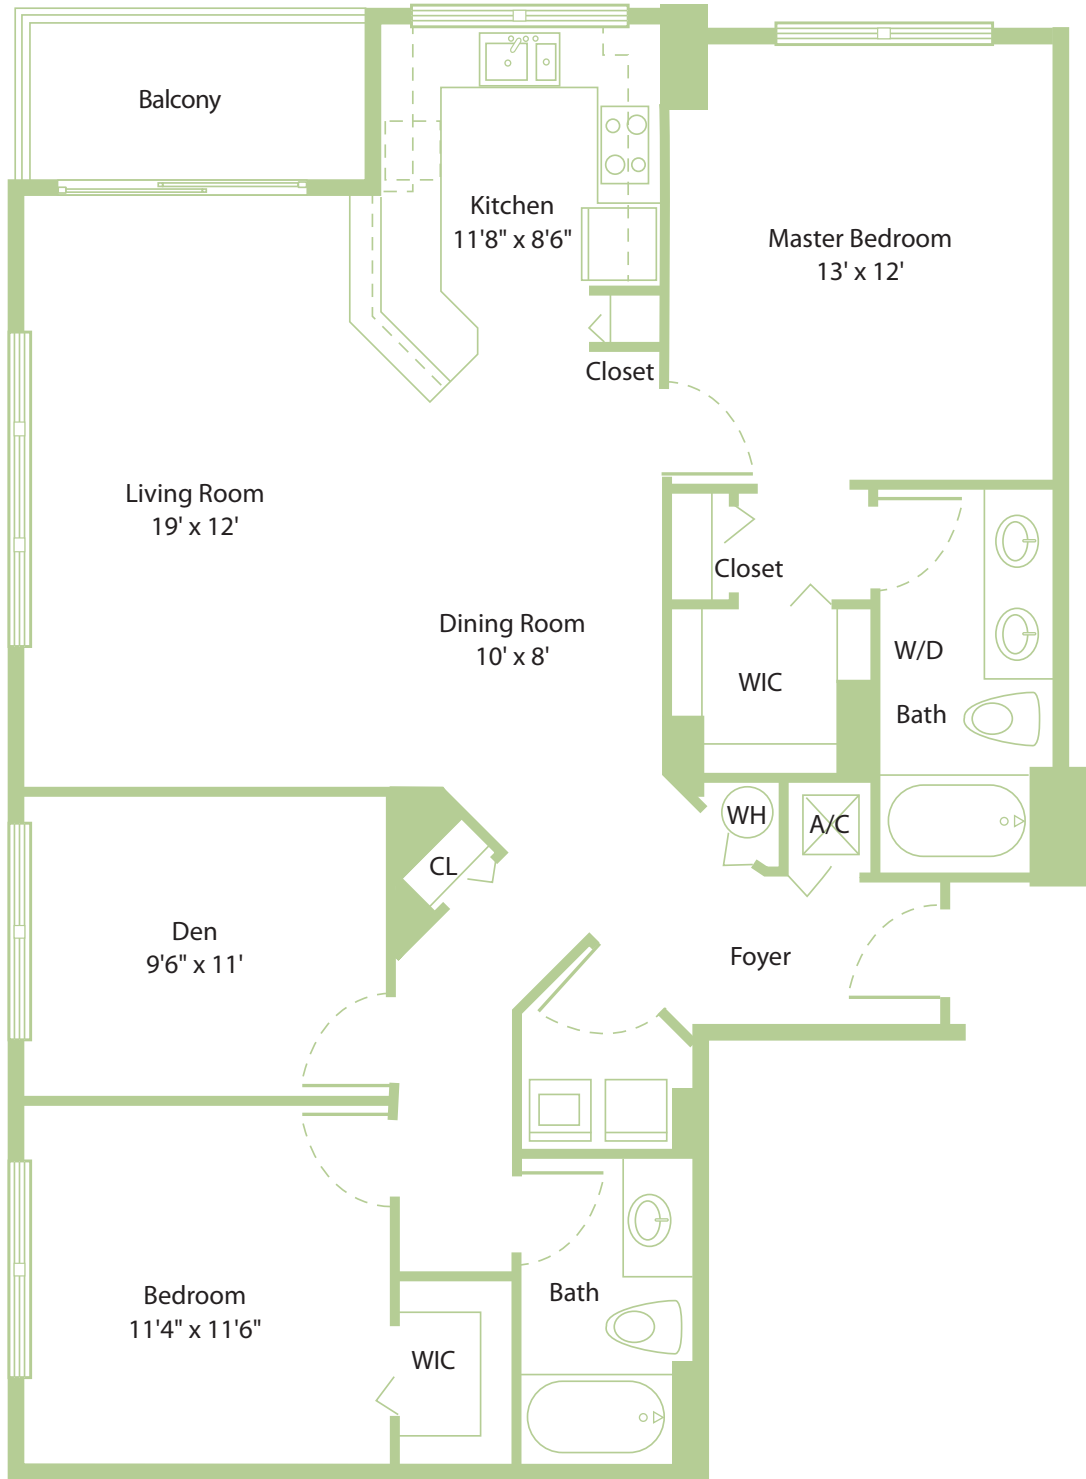 Balcony
Kitchen
11'8" x 8'6"
Master Bedroom
13' x 12'
Closet
Living Room
19' x 12'
Closet
Dining Room
10' x 8'
W/D
WIC
Bath
WH
A/C
CL
Den
9'6" x 11'
Foyer
Bedroom
11'4" x 11'6"
Bath
WIC